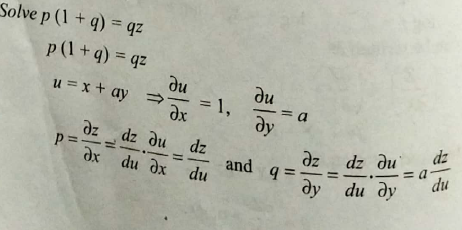 Solve p (1 + q) = qz
p (1 + q) = qz
u = x + ay ⇒ ∂u/∂x = 1, ∂u/∂y = a
p = ∂z/∂x = dz/du · ∂u/∂x = dz/du and q = ∂z/∂y = dz/du · ∂u/∂y = a dz/du